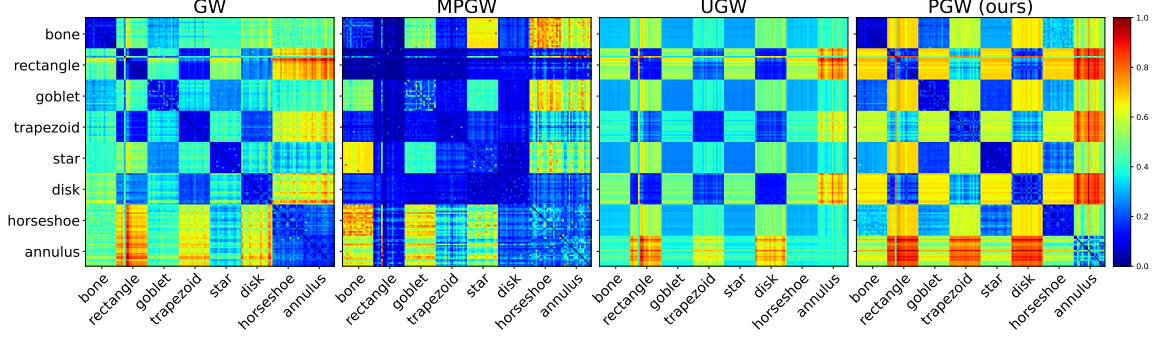 GW MPGW UGW PGW (ours)
bone
rectangle
goblet
trapezoid
star
disk
horseshoe
annulus
bone rectangle goblet trapezoid star disk horseshoe annulus
bone rectangle goblet trapezoid star disk horseshoe annulus
bone rectangle goblet trapezoid star disk horseshoe annulus
bone rectangle goblet trapezoid star disk horseshoe annulus
1.0
0.8
0.6
0.4
0.2
0.0